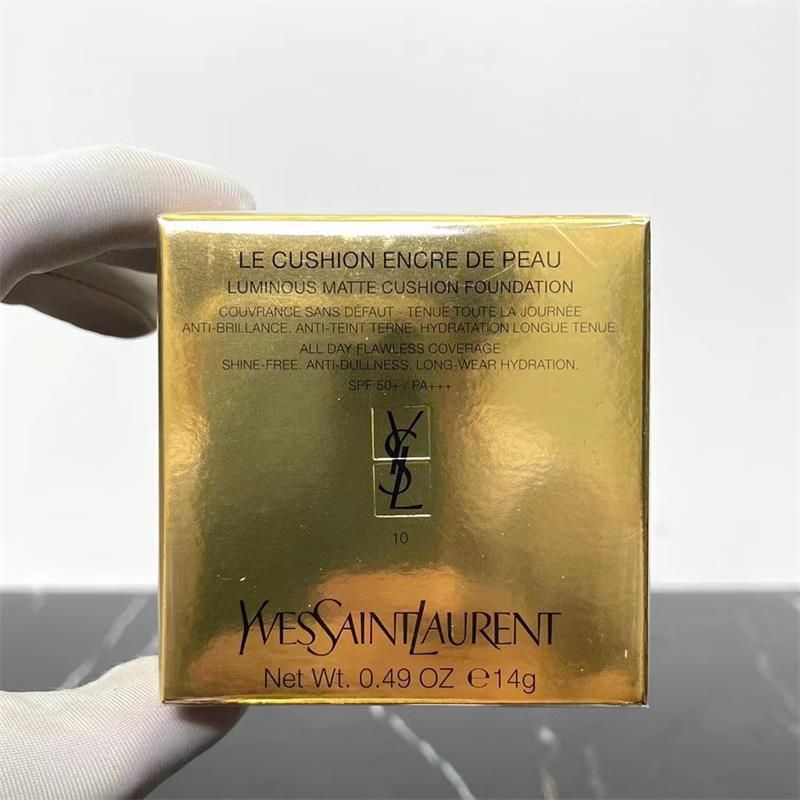 LE CUSHION ENCRE DE PEAU
LUMINOUS MATTE CUSHION FOUNDATION
COUVRANCE SANS DÉFAUT - TENUE TOUTE LA JOURNÉE
ANTI-BRILLANCE. ANTI-TEINT TERNE. HYDRATATION LONGUE TENUE.
ALL DAY FLAWLESS COVERAGE
SHINE-FREE. ANTI-DULLNESS. LONG-WEAR HYDRATION.
SPF 50+ / PA+++
YSL
10
YVESSAINTLAURENT
Net Wt. 0.49 OZ ℮14g